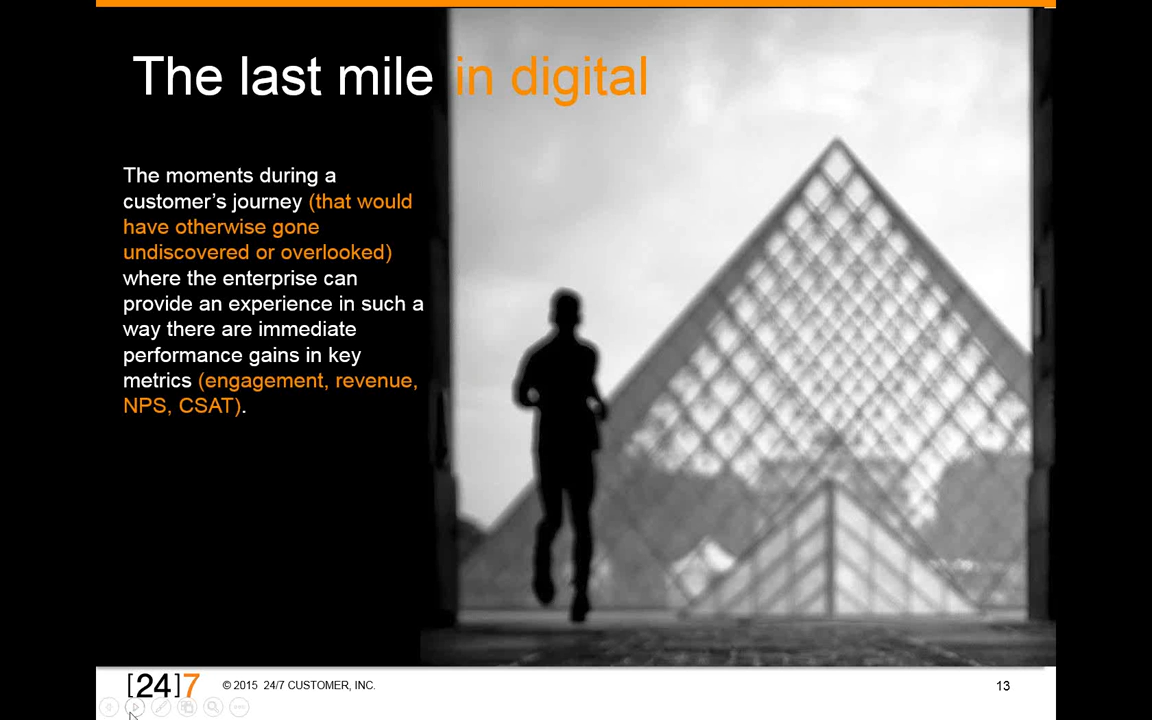 The last mile in digital
The moments during a
customer’s journey (that would
have otherwise gone
undiscovered or overlooked)
where the enterprise can
provide an experience in such a
way there are immediate
performance gains in key
metrics (engagement, revenue,
NPS, CSAT).
[24]7 © 2015 24/7 CUSTOMER, INC. 13